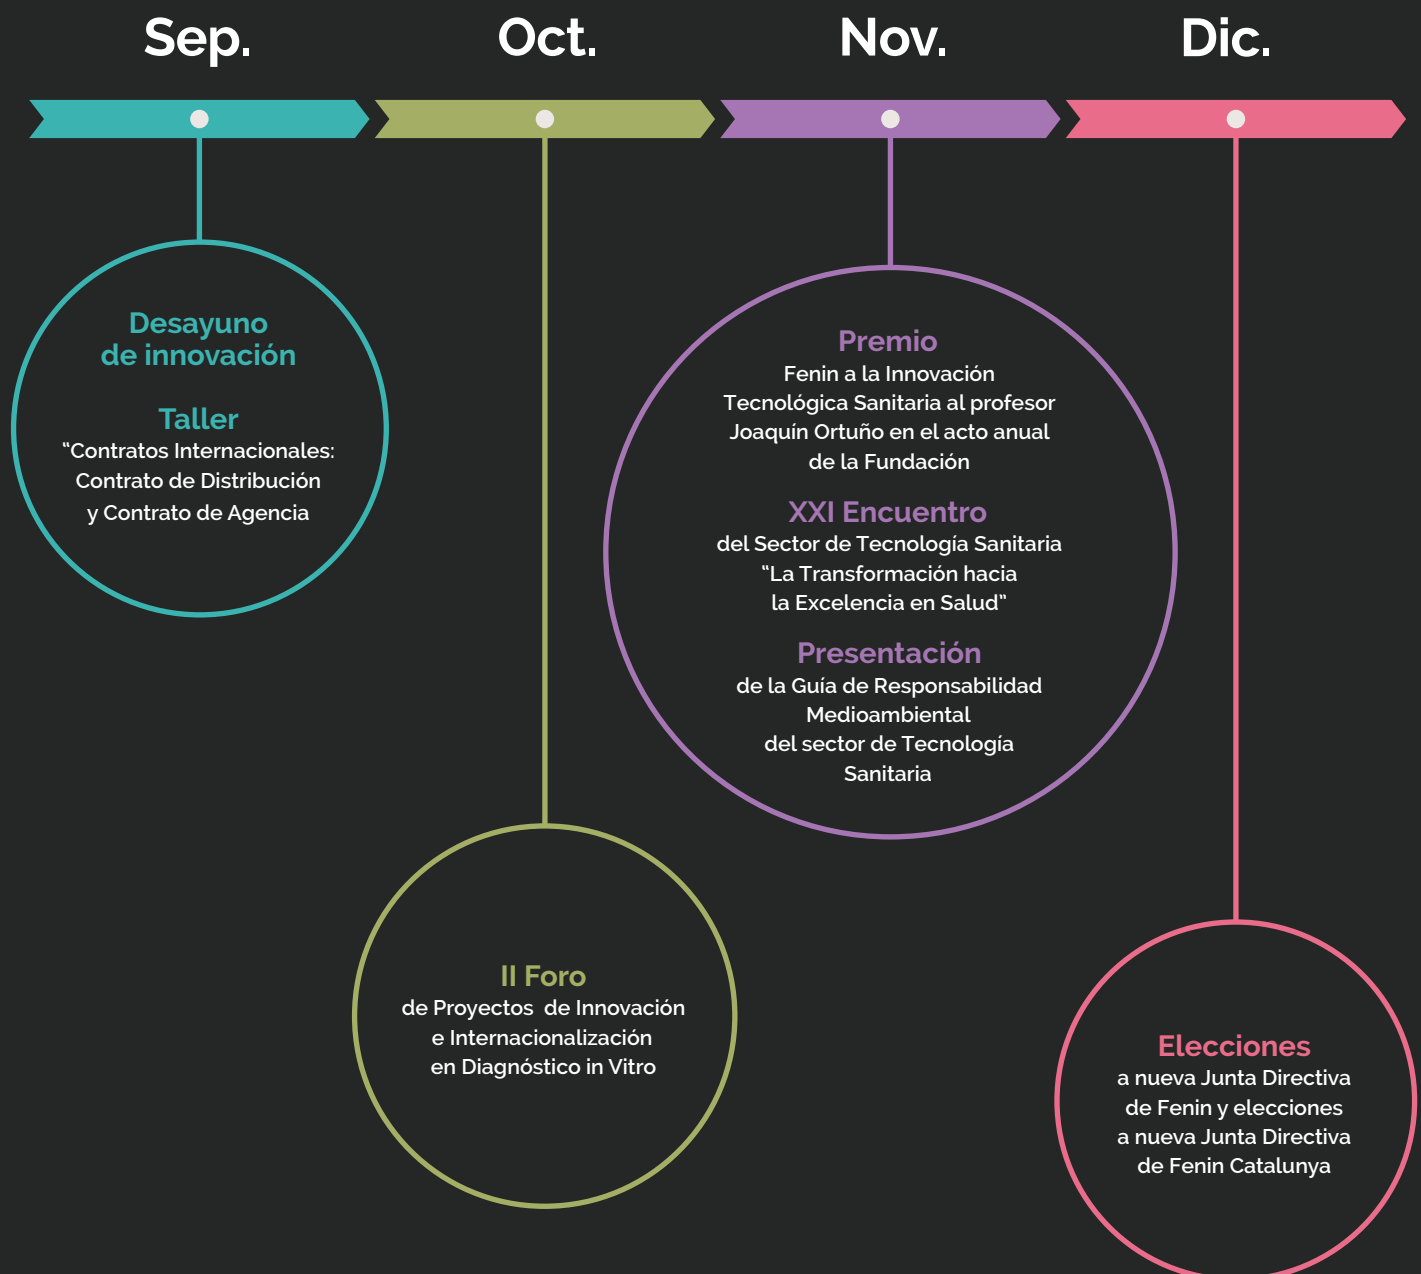 Sep.
Oct.
Nov.
Dic.
Desayuno
de innovación
Taller
“Contratos Internacionales:
Contrato de Distribución
y Contrato de Agencia
II Foro
de Proyectos  de Innovación
e Internacionalización
en Diagnóstico in Vitro
Premio
Fenin a la Innovación
Tecnológica Sanitaria al profesor
Joaquín Ortuño en el acto anual
de la Fundación
XXI Encuentro
del Sector de Tecnología Sanitaria
“La Transformación hacia
la Excelencia en Salud”
Presentación
de la Guía de Responsabilidad
Medioambiental
del sector de Tecnología
Sanitaria
Elecciones
a nueva Junta Directiva
de Fenin y elecciones
a nueva Junta Directiva
de Fenin Catalunya